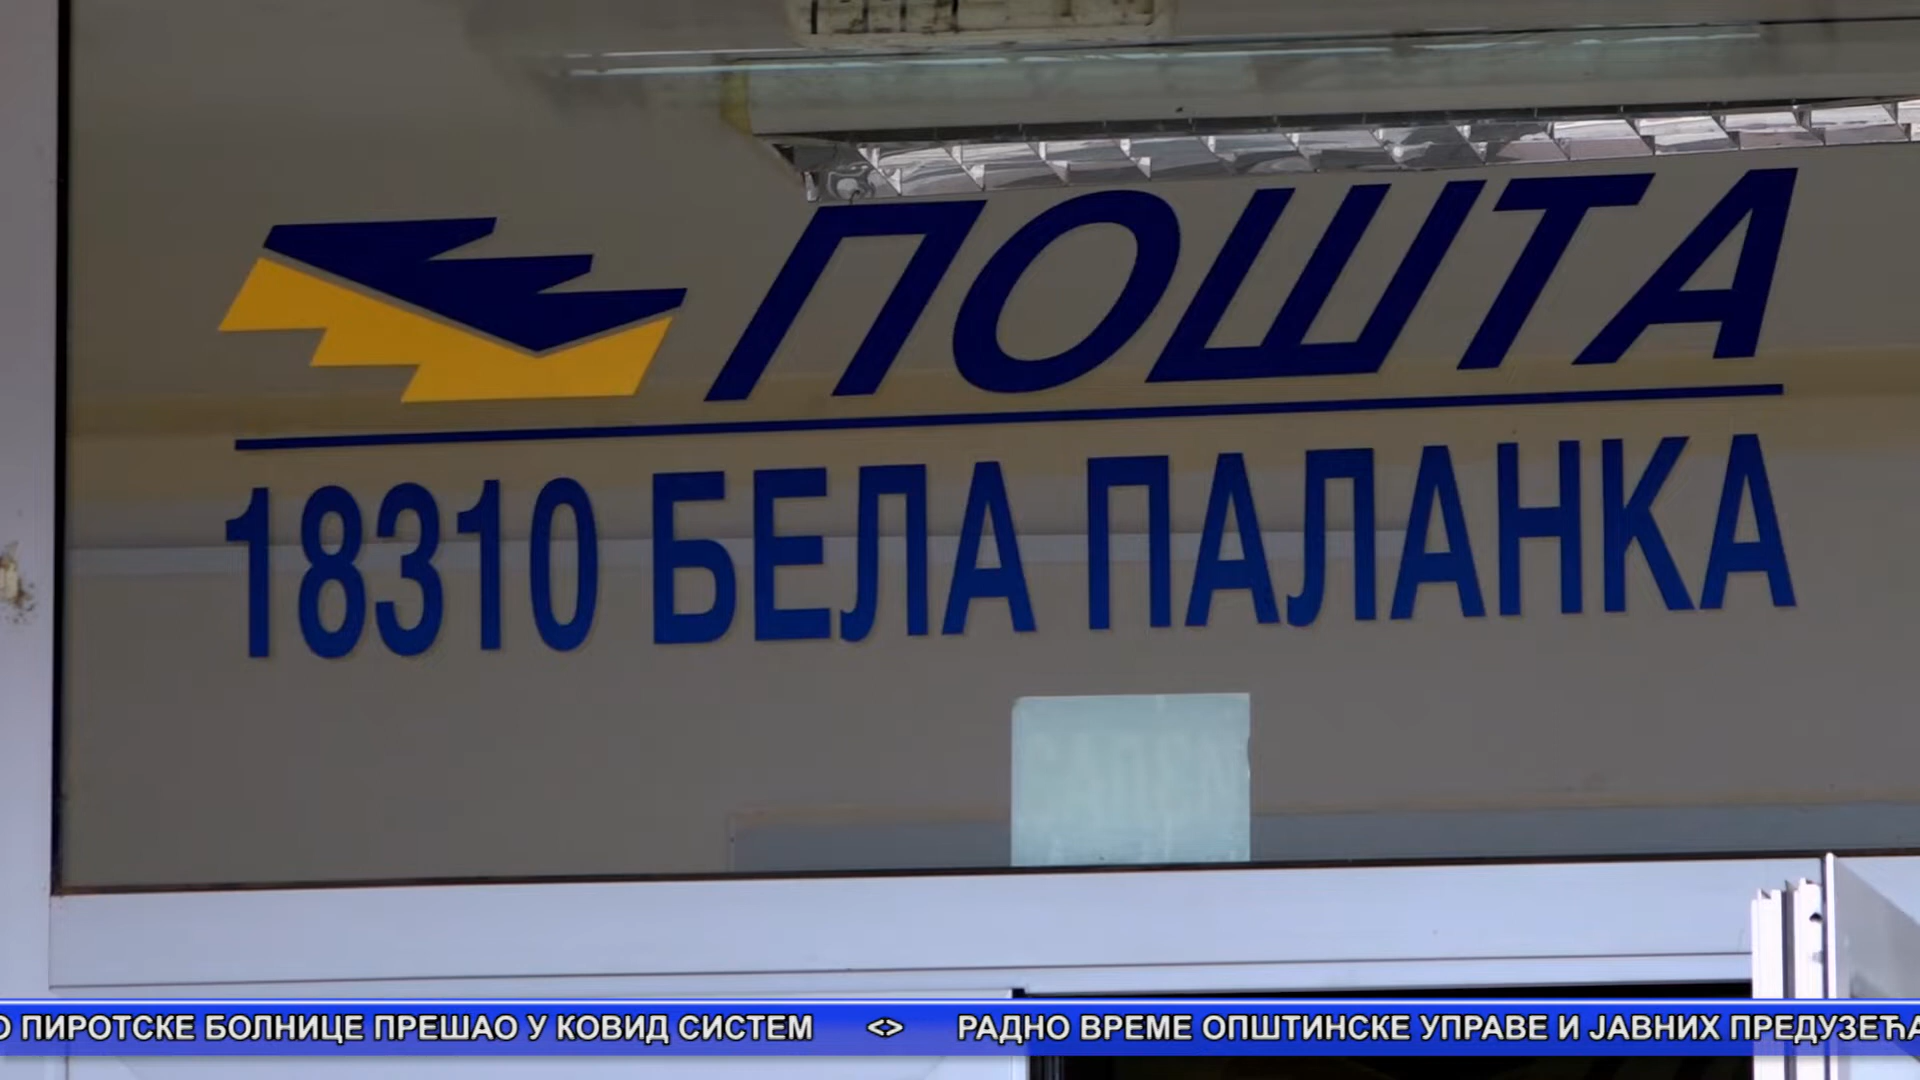 ПОШТА
18310 БЕЛА ПАЛАНКА
О ПИРОТСКЕ БОЛНИЦЕ ПРЕШАО У КОВИД СИСТЕМ <> РАДНО ВРЕМЕ ОПШТИНСКЕ УПРАВЕ И ЈАВНИХ ПРЕДУЗЕЋА